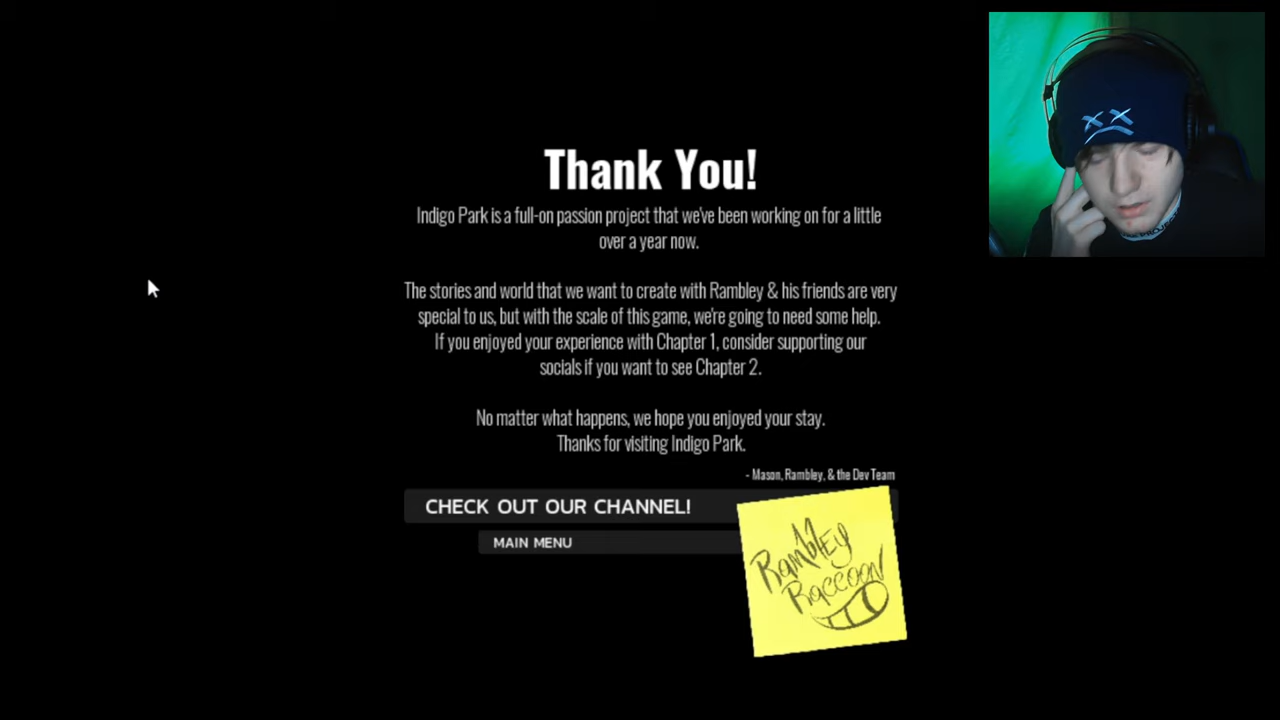 Thank You!
Indigo Park is a full-on passion project that we've been working on for a little
over a year now.
The stories and world that we want to create with Rambley & his friends are very
special to us, but with the scale of this game, we're going to need some help.
If you enjoyed your experience with Chapter 1, consider supporting our
socials if you want to see Chapter 2.
No matter what happens, we hope you enjoyed your stay.
Thanks for visiting Indigo Park.
- Mason, Rambley, & the Dev Team
CHECK OUT OUR CHANNEL!
MAIN MENU
Rambley
Raccoon